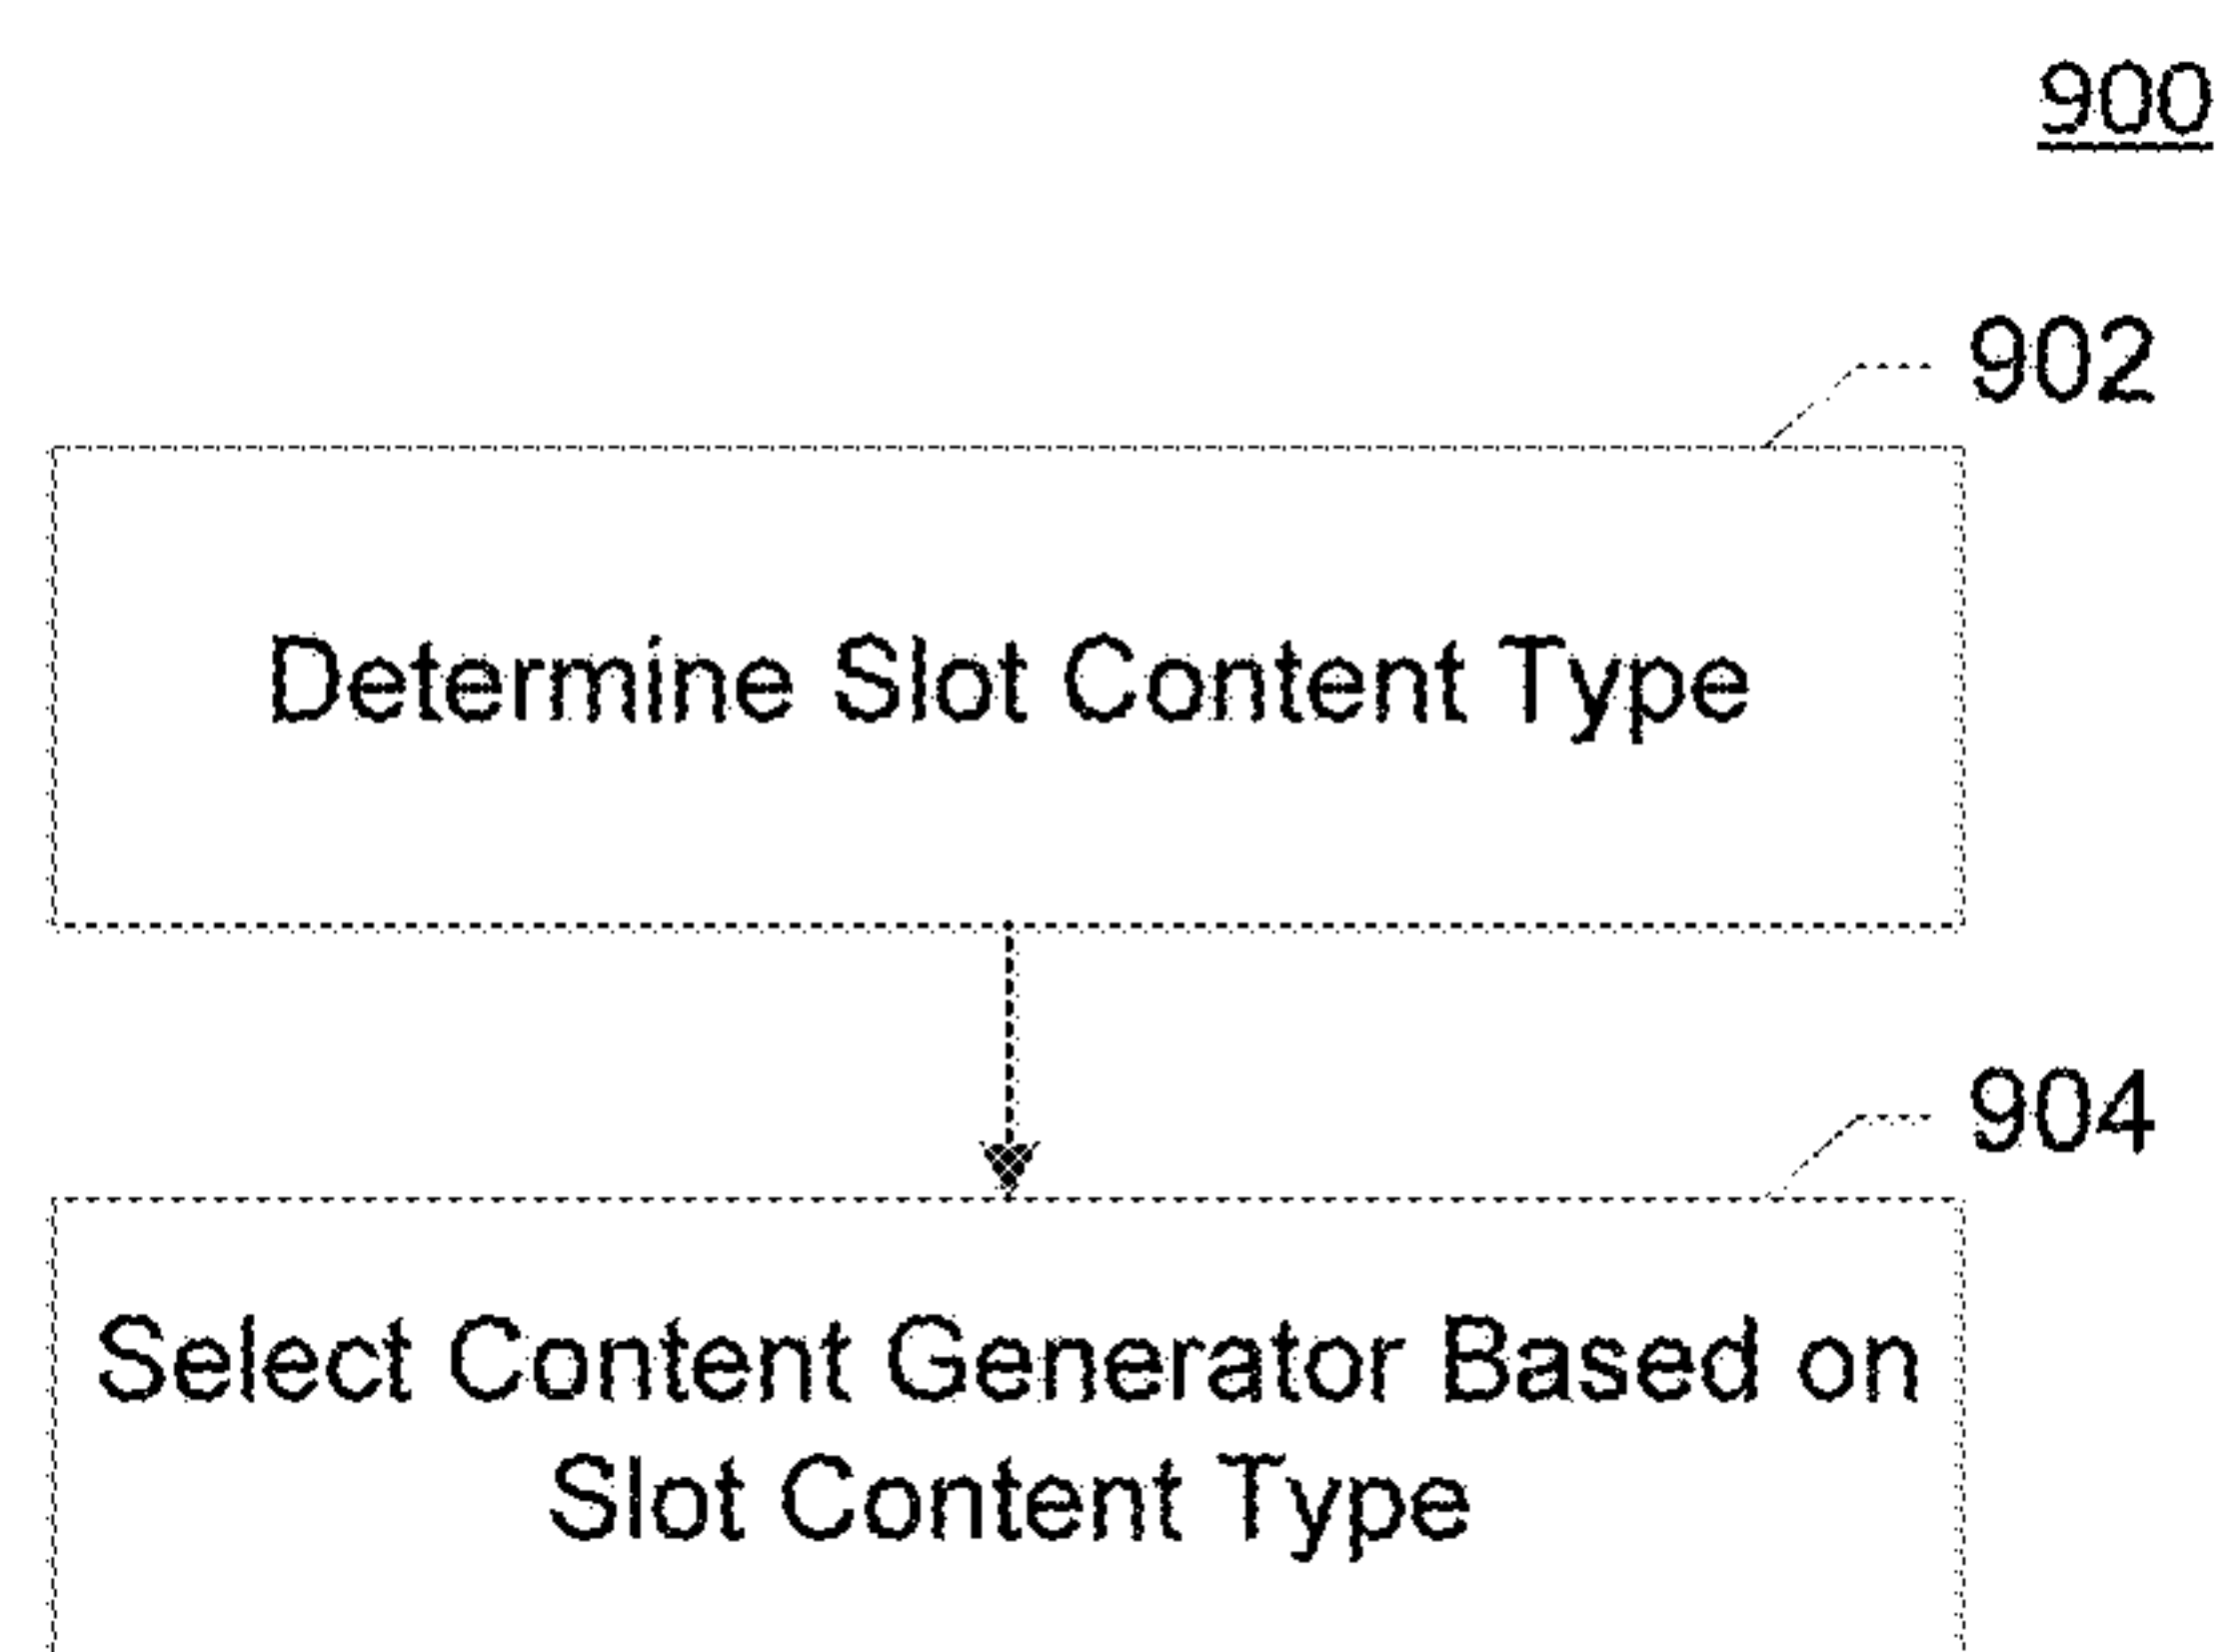 900
902
Determine Slot Content Type
904
Select Content Generator Based on
Slot Content Type